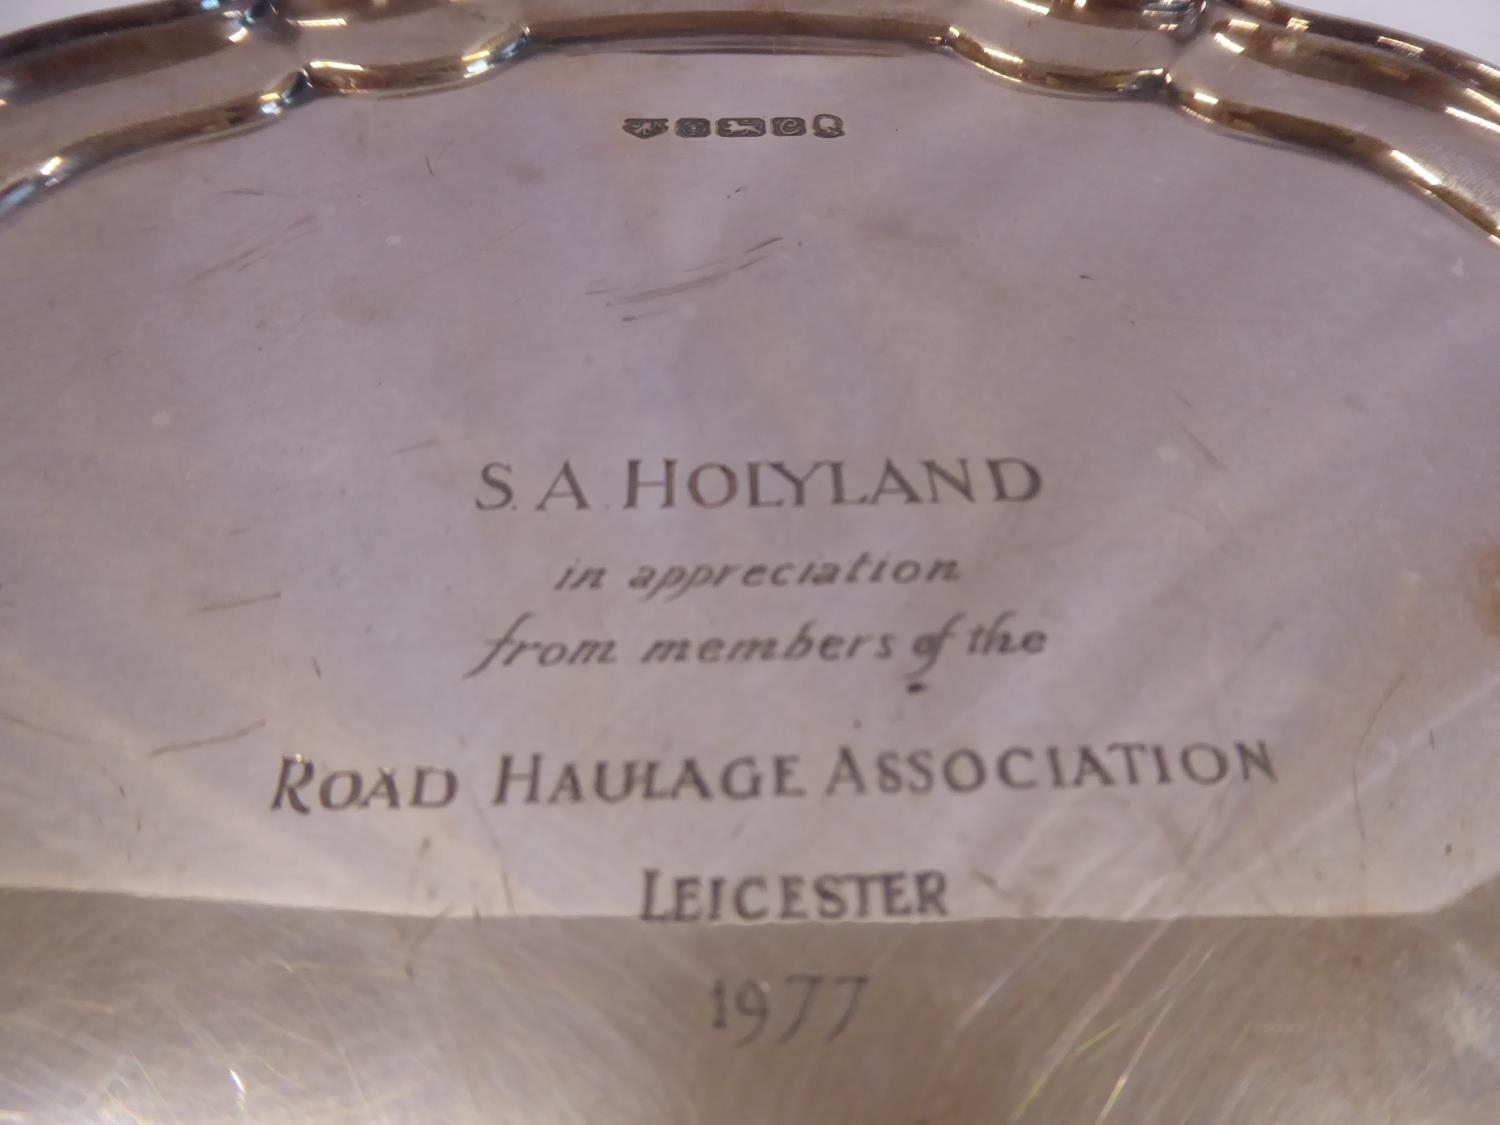 S. A. HOLYLAND
in appreciation
from members of the
ROAD HAULAGE ASSOCIATION
LEICESTER
1977